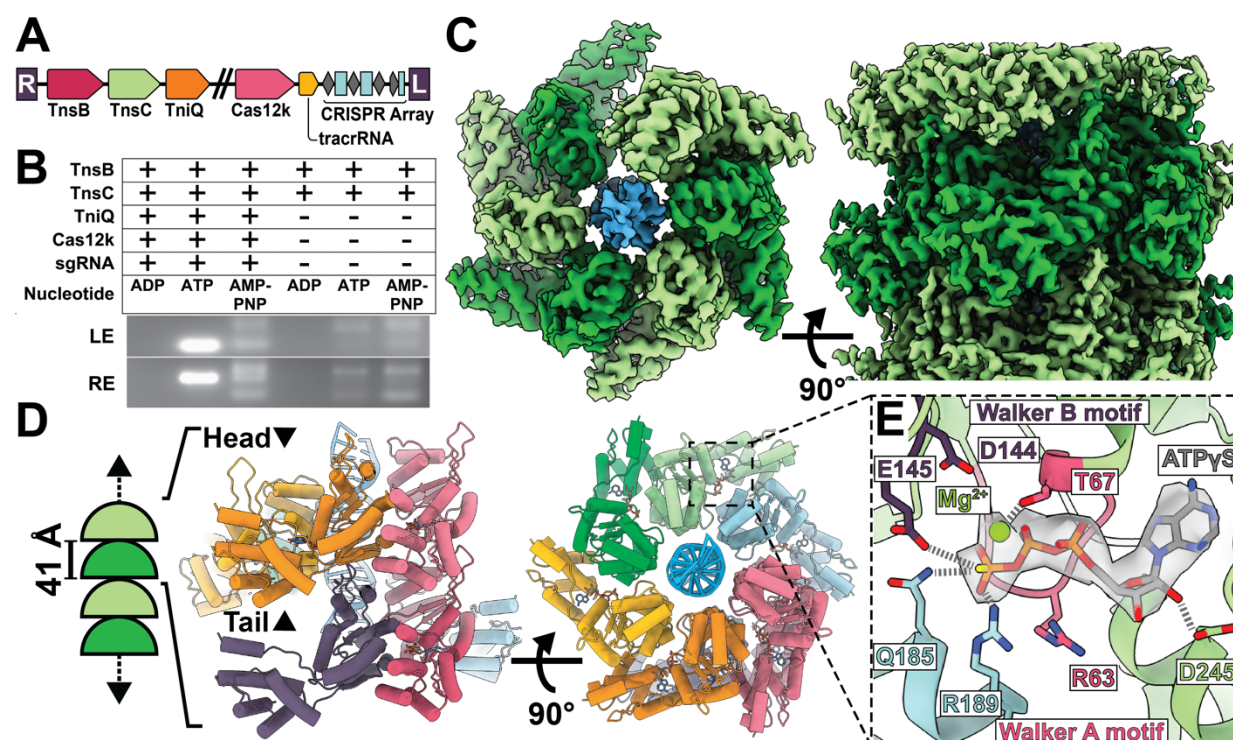 A
R
L
TnsB
TnsC
TniQ
Cas12k
CRISPR Array
tracrRNA
B
TnsB + + + + + +
TnsC + + + + + +
TniQ + + + - - -
Cas12k + + + - - -
sgRNA + + + - - -
Nucleotide ADP ATP AMP-PNP ADP ATP AMP-PNP
LE
RE
C
90°
D
Head
41 Å
Tail
90°
E
Walker B motif
D144
ATPγS
E145
T67
Mg²⁺
Q185
R63
D245
R189
Walker A motif